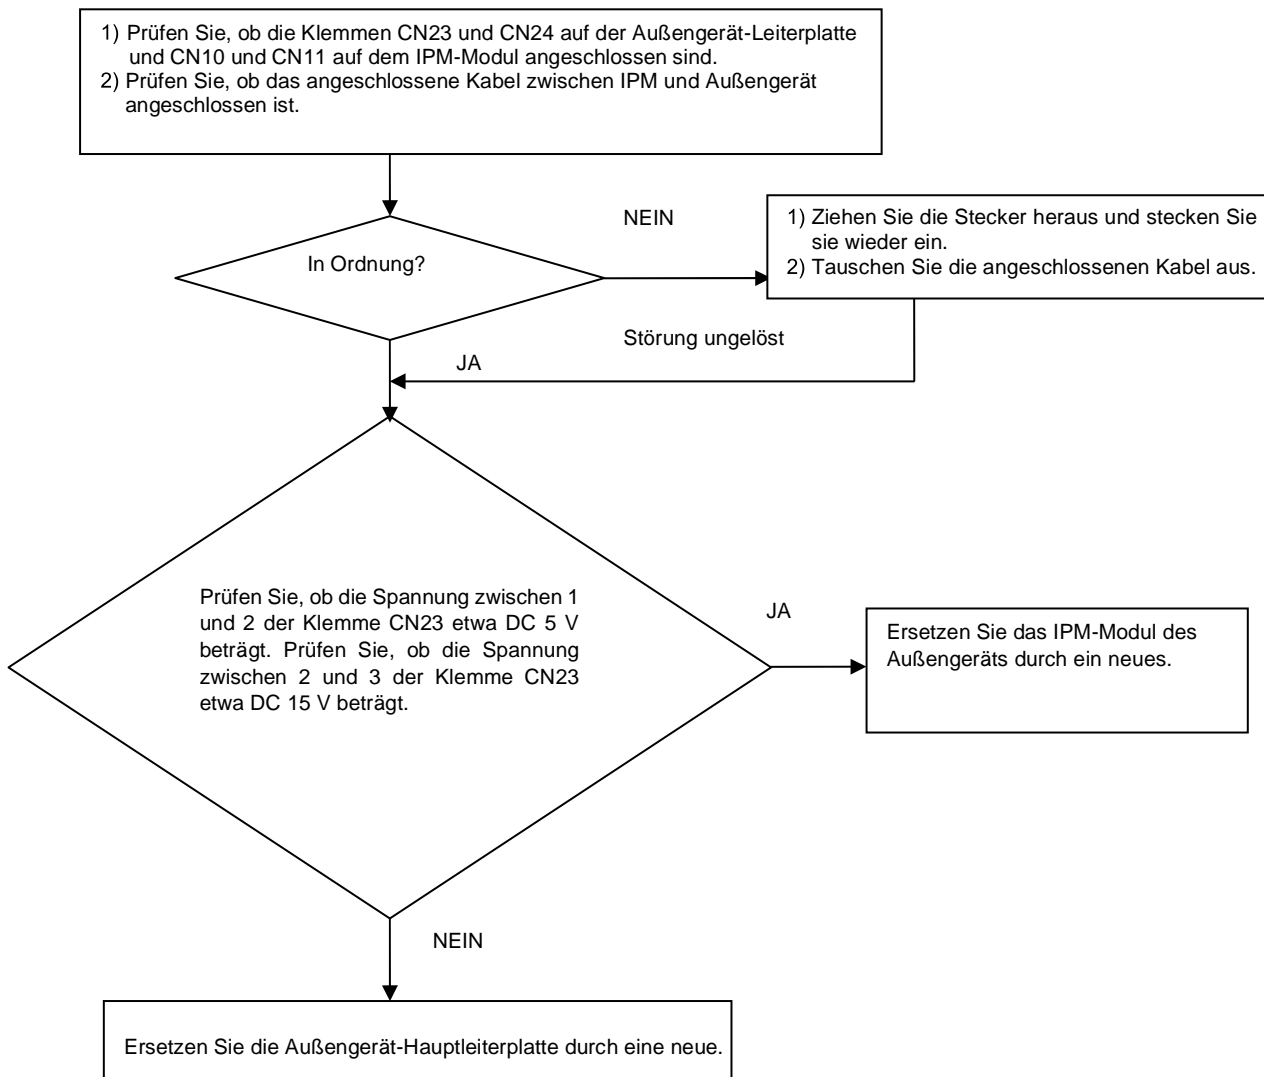 1) Prüfen Sie, ob die Klemmen CN23 und CN24 auf der Außengerät-Leiterplatte
und CN10 und CN11 auf dem IPM-Modul angeschlossen sind.
2) Prüfen Sie, ob das angeschlossene Kabel zwischen IPM und Außengerät
angeschlossen ist.
NEIN
1) Ziehen Sie die Stecker heraus und stecken Sie
sie wieder ein.
2) Tauschen Sie die angeschlossenen Kabel aus.
In Ordnung?
Störung ungelöst
JA
Prüfen Sie, ob die Spannung zwischen 1
und 2 der Klemme CN23 etwa DC 5 V
beträgt. Prüfen Sie, ob die Spannung
zwischen 2 und 3 der Klemme CN23
etwa DC 15 V beträgt.
JA
Ersetzen Sie das IPM-Modul des
Außengeräts durch ein neues.
NEIN
Ersetzen Sie die Außengerät-Hauptleiterplatte durch eine neue.